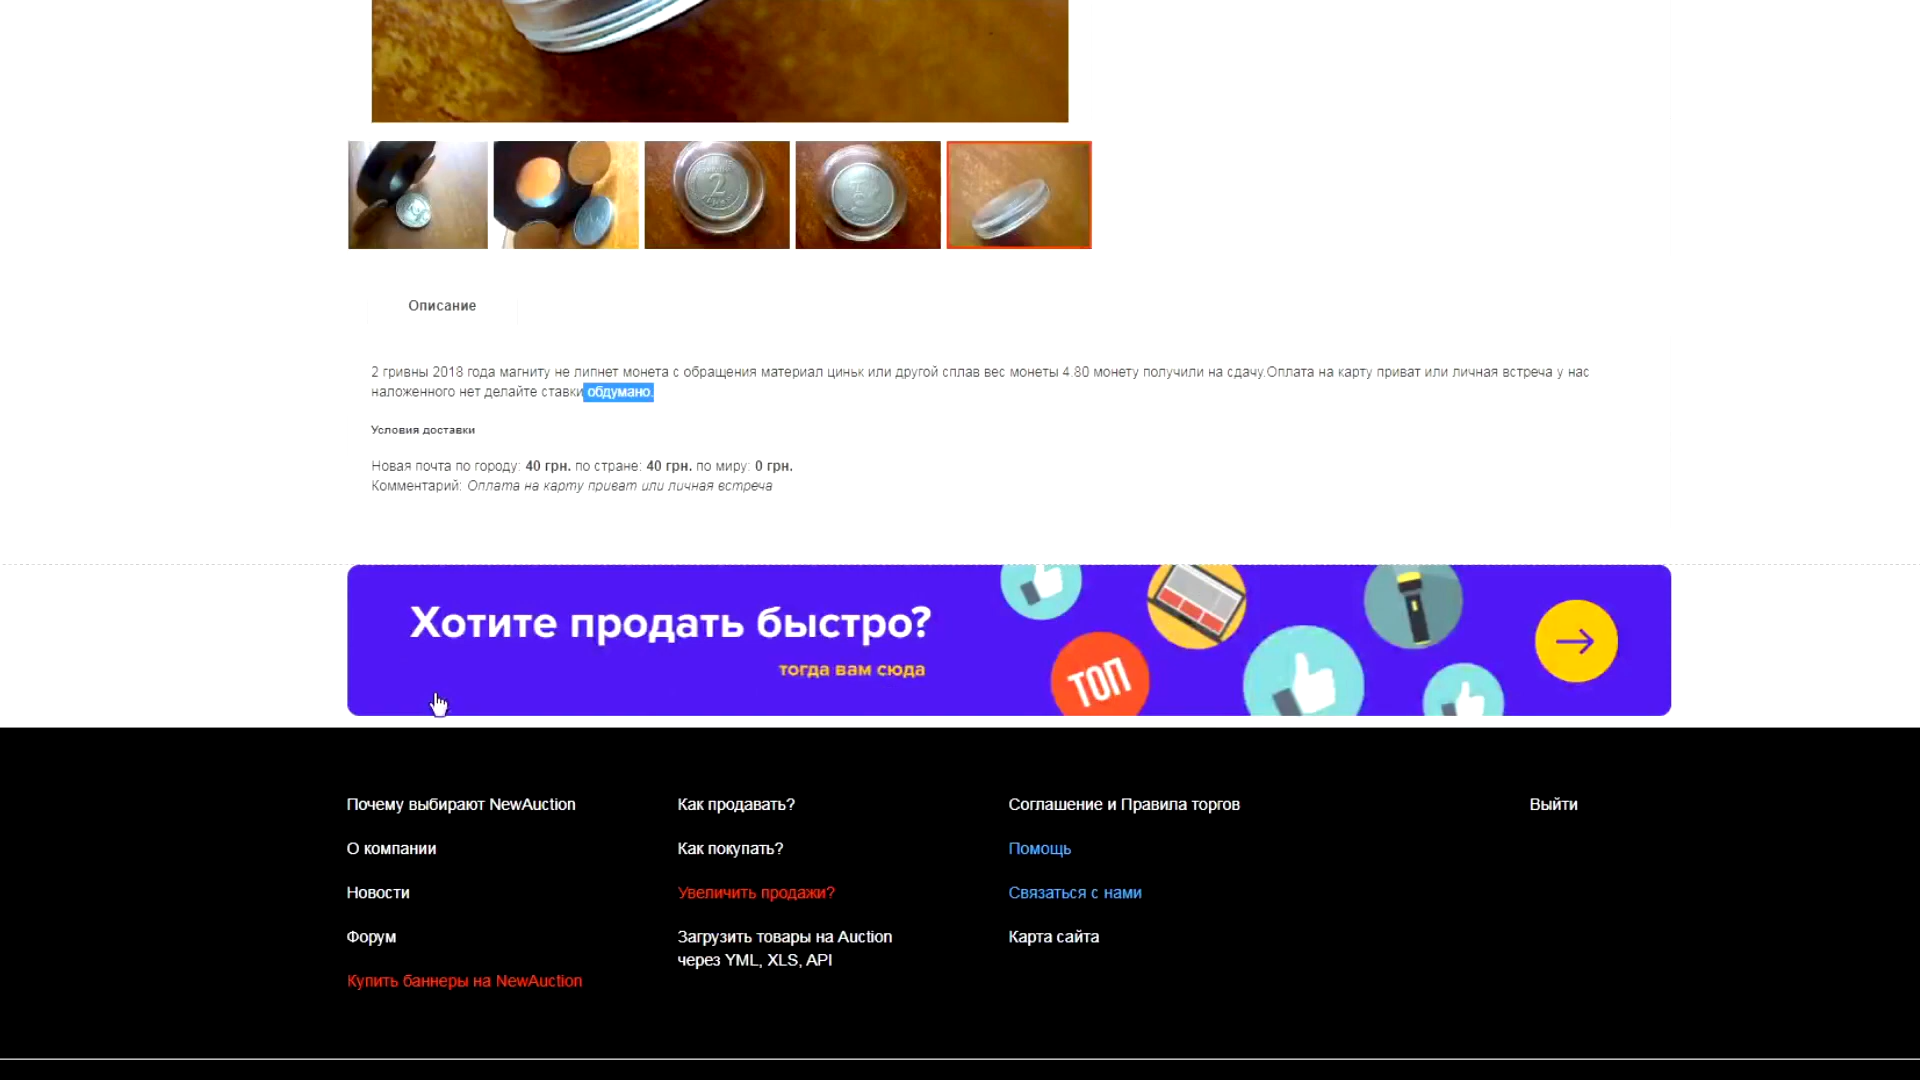 2
Описание
2 гривны 2018 года магниту не липнет монета с обращения материал циньк или другой сплав вес монеты 4.80 монету получили на сдачу.Оплата на карту приват или личная встреча у нас
наложенного нет делайте ставки обдумано.
Условия доставки
Новая почта по городу: 40 грн. по стране: 40 грн. по миру: 0 грн.
Комментарий: Оплата на карту приват или личная встреча
Хотите продать быстро?
тогда вам сюда
ТОП
Почему выбирают NewAuction
Как продавать?
Соглашение и Правила торгов
Выйти
О компании
Как покупать?
Помощь
Новости
Увеличить продажи?
Связаться с нами
Форум
Загрузить товары на Auction
через YML, XLS, API
Карта сайта
Купить баннеры на NewAuction